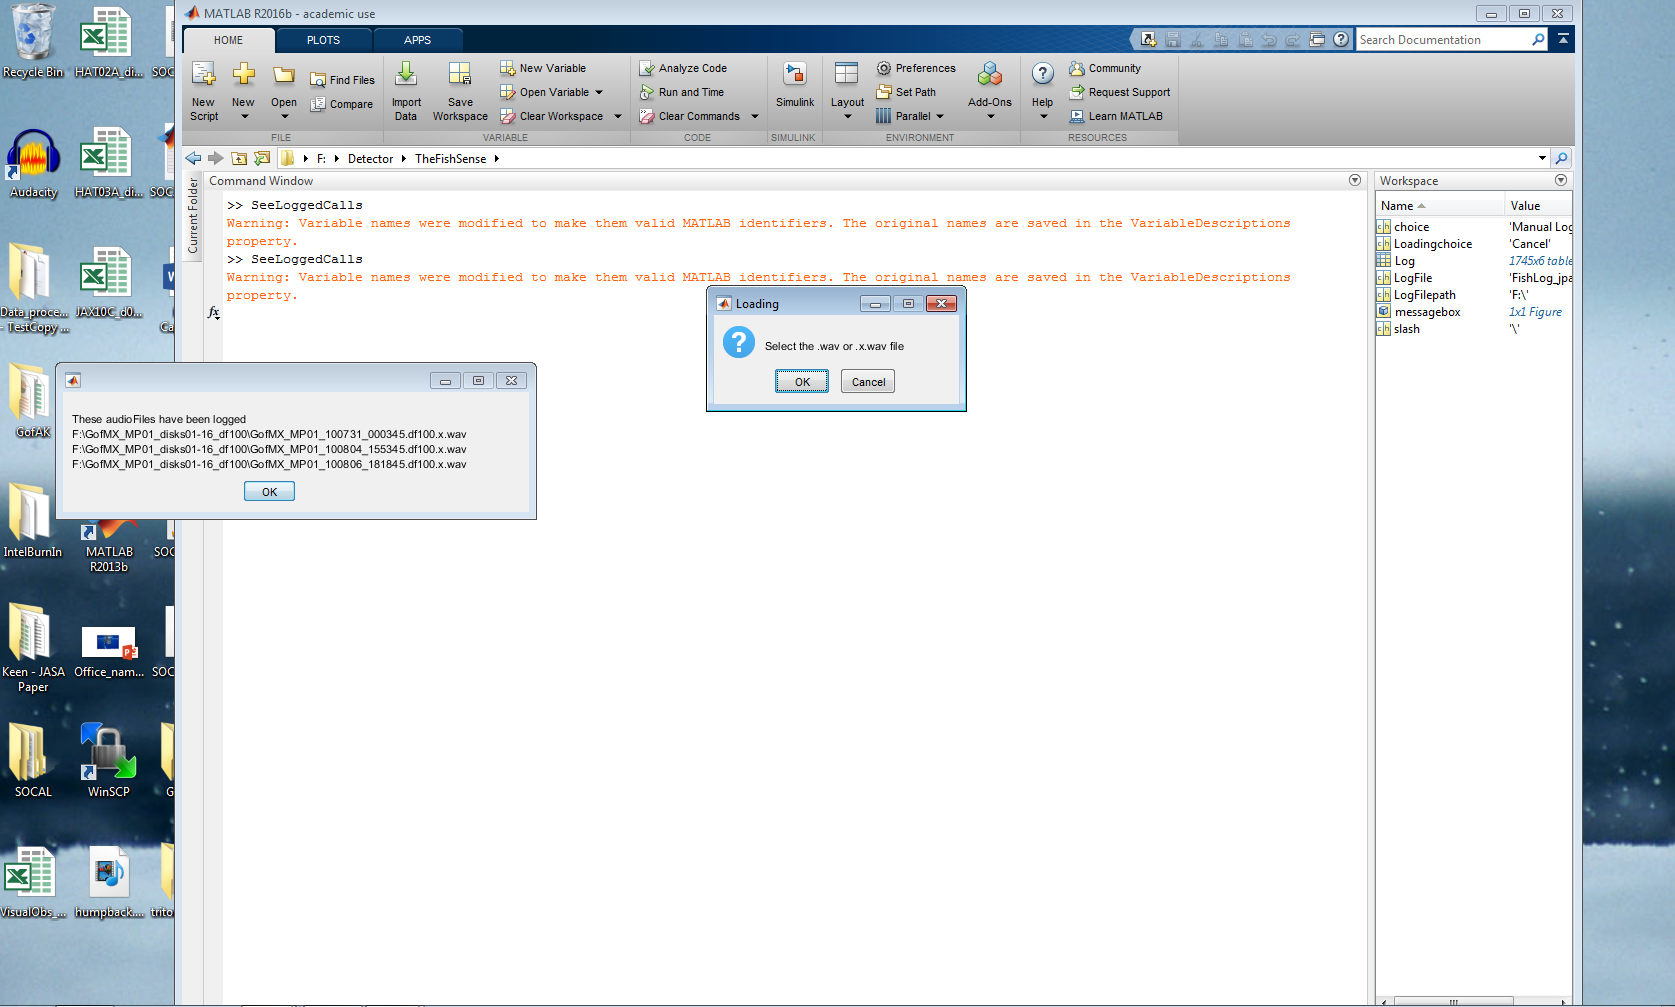 MATLAB R2016b - academic use
HOME PLOTS APPS
Search Documentation
New Script
New
Open
Find Files
Compare
FILE
Import Data
Save Workspace
New Variable
Open Variable
Clear Workspace
VARIABLE
Analyze Code
Run and Time
Clear Commands
CODE
Simulink
SIMULINK
Layout
Preferences
Set Path
Parallel
Add-Ons
ENVIRONMENT
Help
Community
Request Support
Learn MATLAB
RESOURCES
F: Detector TheFishSense
Current Folder
Command Window
>> SeeLoggedCalls
Warning: Variable names were modified to make them valid MATLAB identifiers. The original names are saved in the VariableDescriptions
property.
>> SeeLoggedCalls
Warning: Variable names were modified to make them valid MATLAB identifiers. The original names are saved in the VariableDescriptions
property.
fx
Loading
Select the .wav or .x.wav file
OK Cancel
These audioFiles have been logged
F:\GofMX_MP01_disks01-16_df100\GofMX_MP01_100731_000345.df100.x.wav
F:\GofMX_MP01_disks01-16_df100\GofMX_MP01_100804_155345.df100.x.wav
F:\GofMX_MP01_disks01-16_df100\GofMX_MP01_100806_181845.df100.x.wav
OK
Workspace
Name Value
choice 'Manual Log
Loadingchoice 'Cancel'
Log 1745x6 table
LogFile 'FishLog_jpa
LogFilepath 'F:\'
messagebox 1x1 Figure
slash '\'
Recycle Bin HAT02A_di... SOC
Audacity HAT03A_di... SOC
Data_proce... - TestCopy ...
JAX10C_d0... Ca
GofAK
IntelBurnIn
MATLAB R2013b
SOC
Keen - JASA Paper
Office_nam... SOC
SOCAL WinSCP G
VisualObs_... humpback.... trito